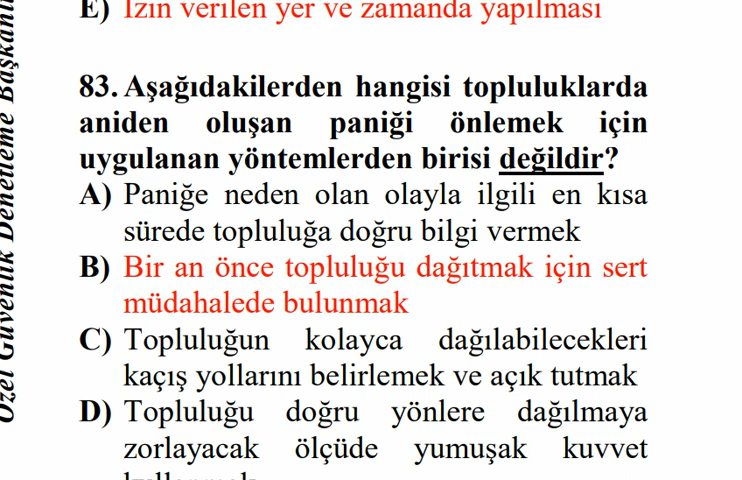 E) İzin verilen yer ve zamanda yapılması
83. Aşağıdakilerden hangisi topluluklarda
aniden oluşan paniği önlemek için
uygulanan yöntemlerden birisi değildir?
A) Paniğe neden olan olayla ilgili en kısa
sürede topluluğa doğru bilgi vermek
B) Bir an önce topluluğu dağıtmak için sert
müdahalede bulunmak
C) Topluluğun kolayca dağılabilecekleri
kaçış yollarını belirlemek ve açık tutmak
D) Topluluğu doğru yönlere dağılmaya
zorlayacak ölçüde yumuşak kuvvet
Özel Güvenlik Denetleme